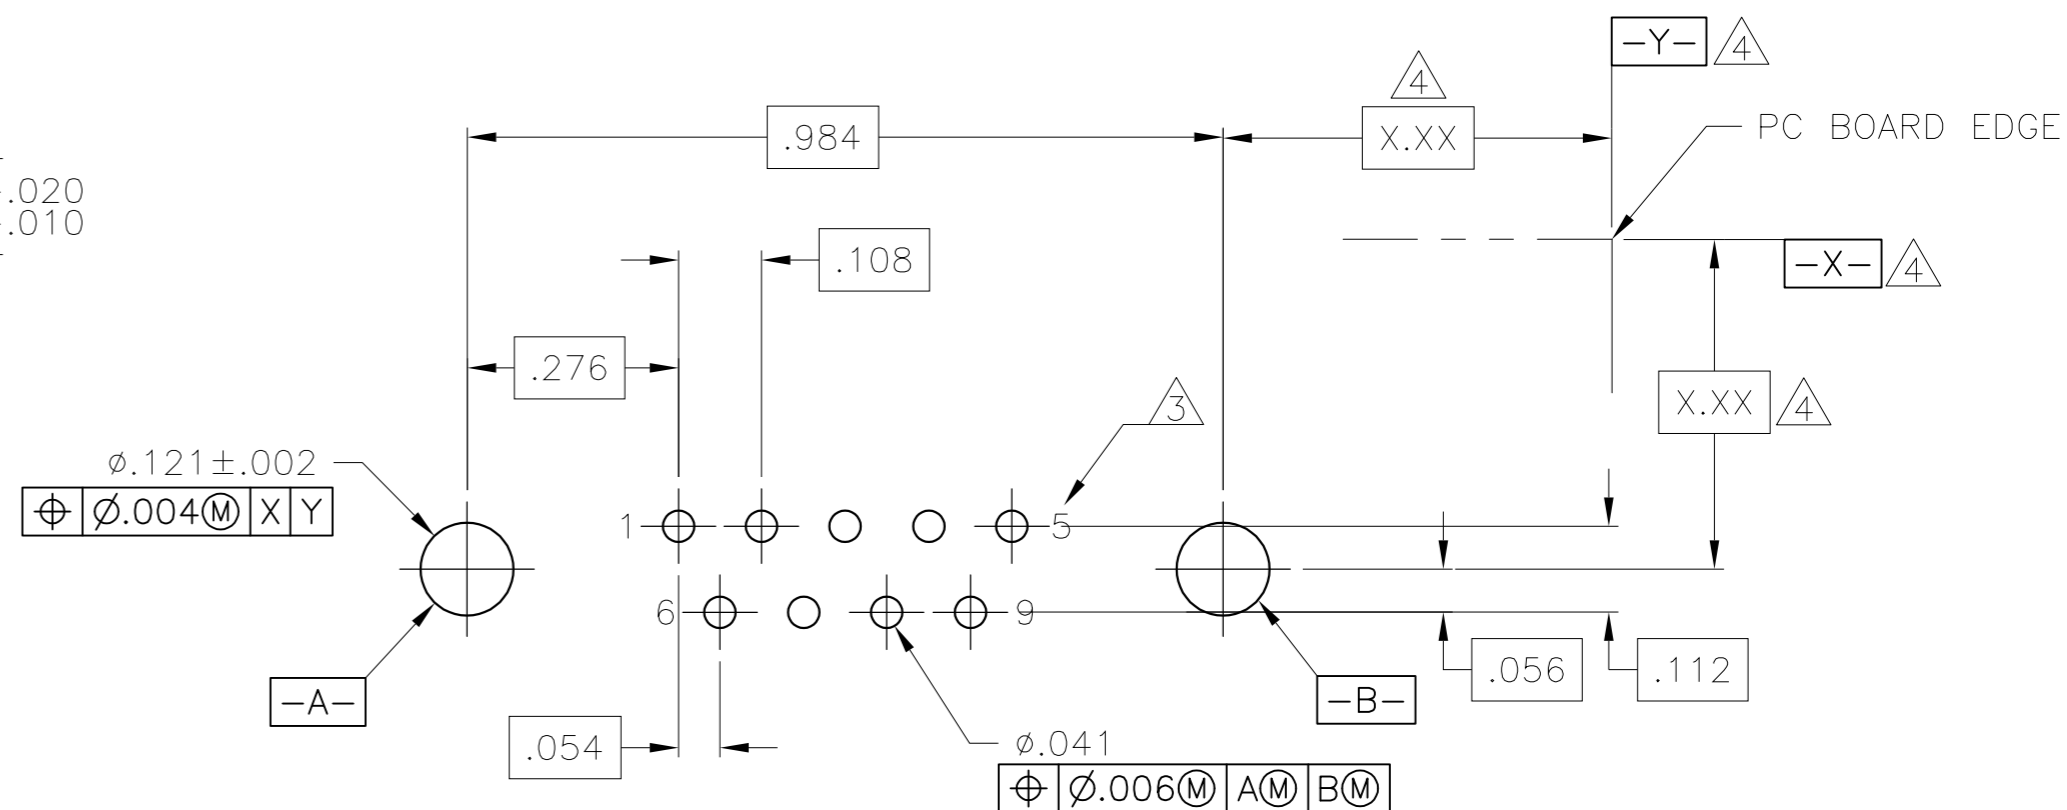 -Y- 4
4
.984
X.XX
PC BOARD EDGE
.020
.010
.108
-X- 4
.276
X.XX 4
3
⌀.121±.002
⌖ ⌀.004Ⓜ X Y
1
5
6
9
.056
.112
-A-
-B-
.054
⌀.041
⌖ ⌀.006Ⓜ AⓂ BⓂ